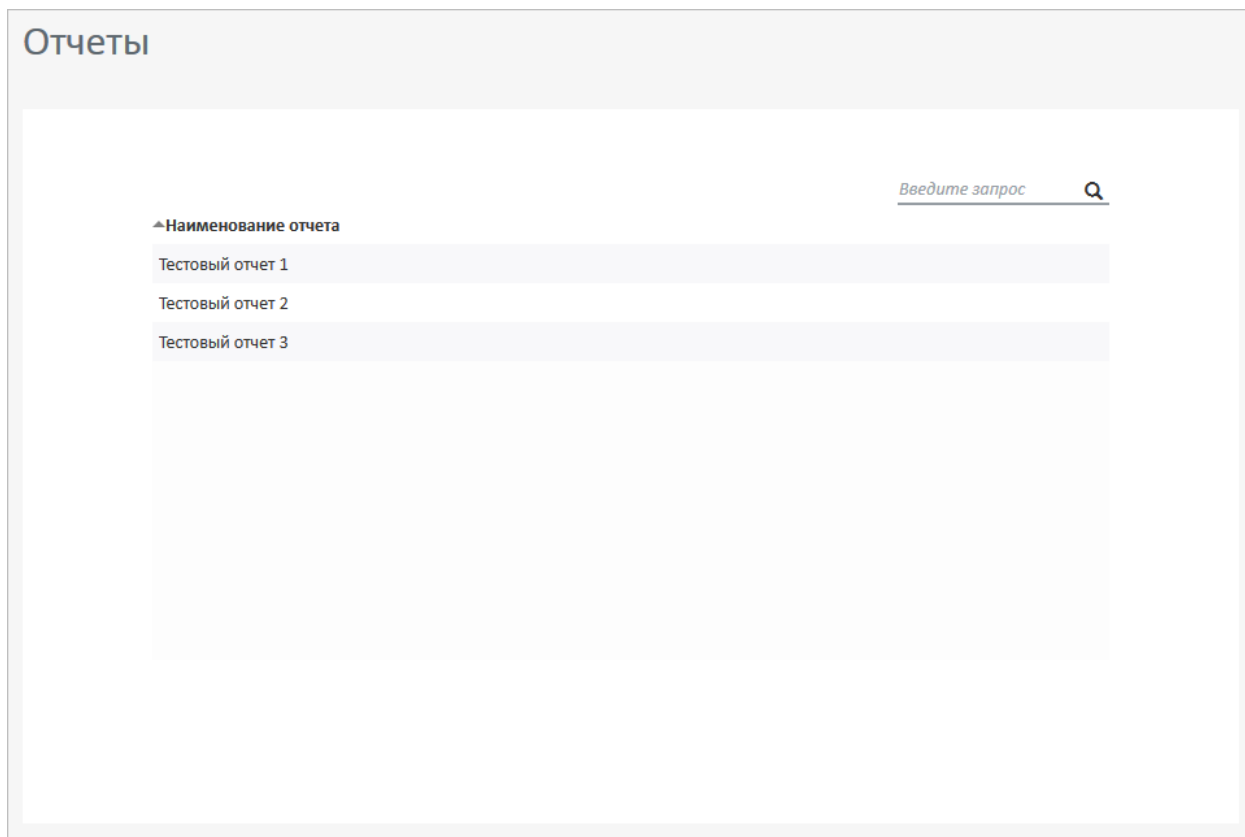 Отчеты
Введите запрос
Наименование отчета
Тестовый отчет 1
Тестовый отчет 2
Тестовый отчет 3